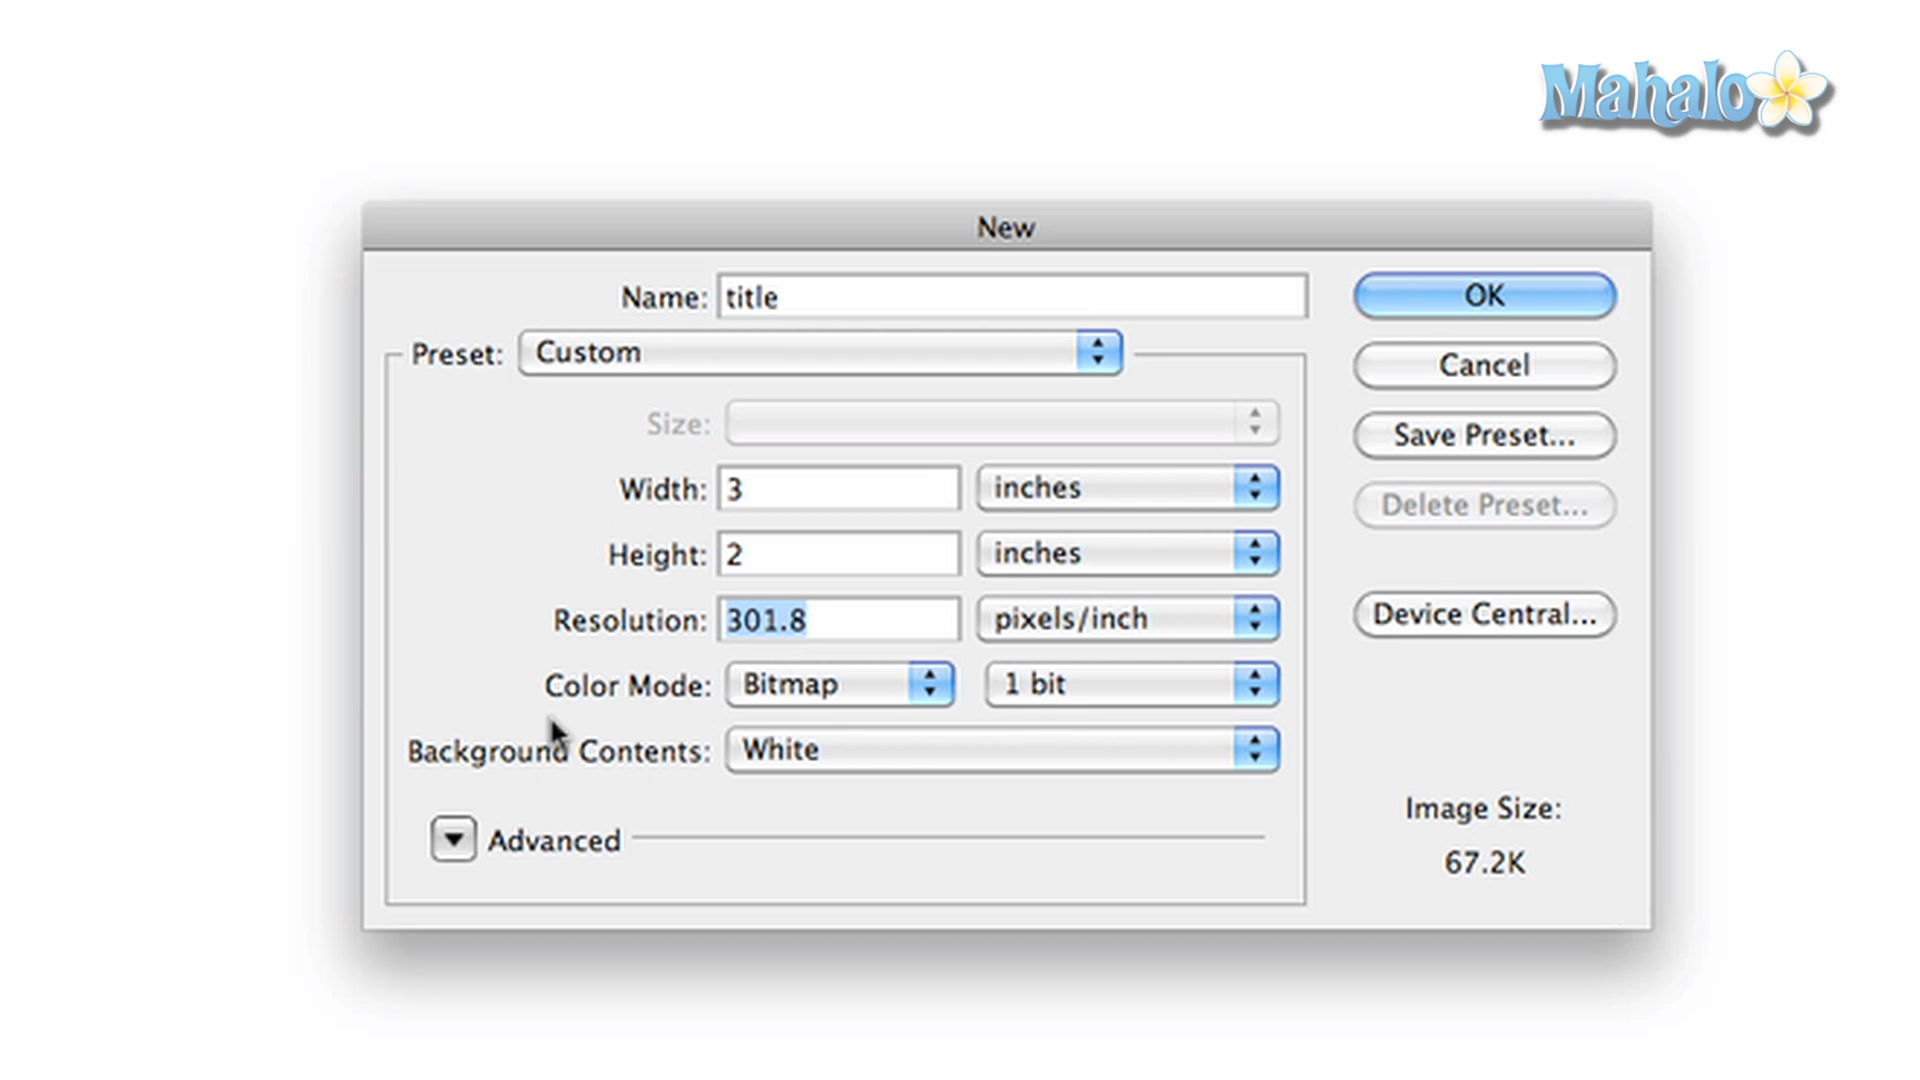 Mahalo
New
Name: title
OK
Preset: Custom
Cancel
Size:
Save Preset...
Width: 3 inches
Delete Preset...
Height: 2 inches
Resolution: 301.8 pixels/inch
Device Central...
Color Mode: Bitmap 1 bit
Background Contents: White
Image Size:
Advanced
67.2K